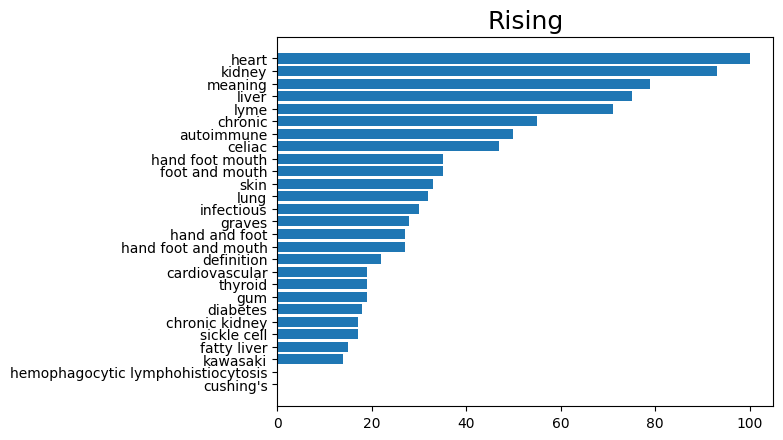 Rising
heart
kidney
meaning
liver
lyme
chronic
autoimmune
celiac
hand foot mouth
foot and mouth
skin
lung
infectious
graves
hand and foot
hand foot and mouth
definition
cardiovascular
thyroid
gum
diabetes
chronic kidney
sickle cell
fatty liver
kawasaki
hemophagocytic lymphohistiocytosis
cushing's
0 20 40 60 80 100